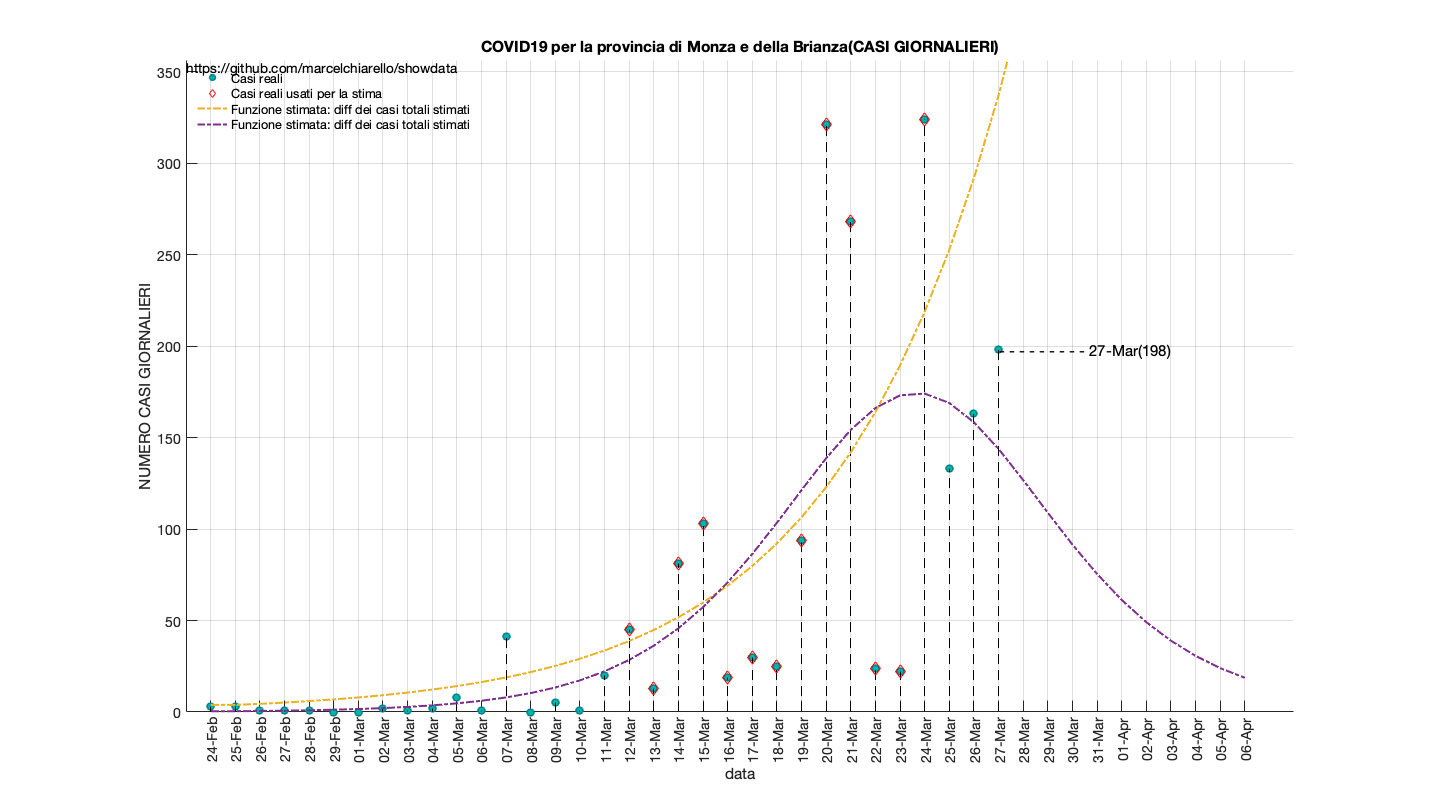 COVID19 per la provincia di Monza e della Brianza(CASI GIORNALIERI)
https://github.com/marcelchiarello/showdata
Casi reali
Casi reali usati per la stima
Funzione stimata: diff dei casi totali stimati
Funzione stimata: diff dei casi totali stimati
350
300
250
200
150
100
50
0
NUMERO CASI GIORNALIERI
27-Mar(198)
24-Feb
25-Feb
26-Feb
27-Feb
28-Feb
29-Feb
01-Mar
02-Mar
03-Mar
04-Mar
05-Mar
06-Mar
07-Mar
08-Mar
09-Mar
10-Mar
11-Mar
12-Mar
13-Mar
14-Mar
15-Mar
16-Mar
17-Mar
18-Mar
19-Mar
20-Mar
21-Mar
22-Mar
23-Mar
24-Mar
25-Mar
26-Mar
27-Mar
28-Mar
29-Mar
30-Mar
31-Mar
01-Apr
02-Apr
03-Apr
04-Apr
05-Apr
06-Apr
data